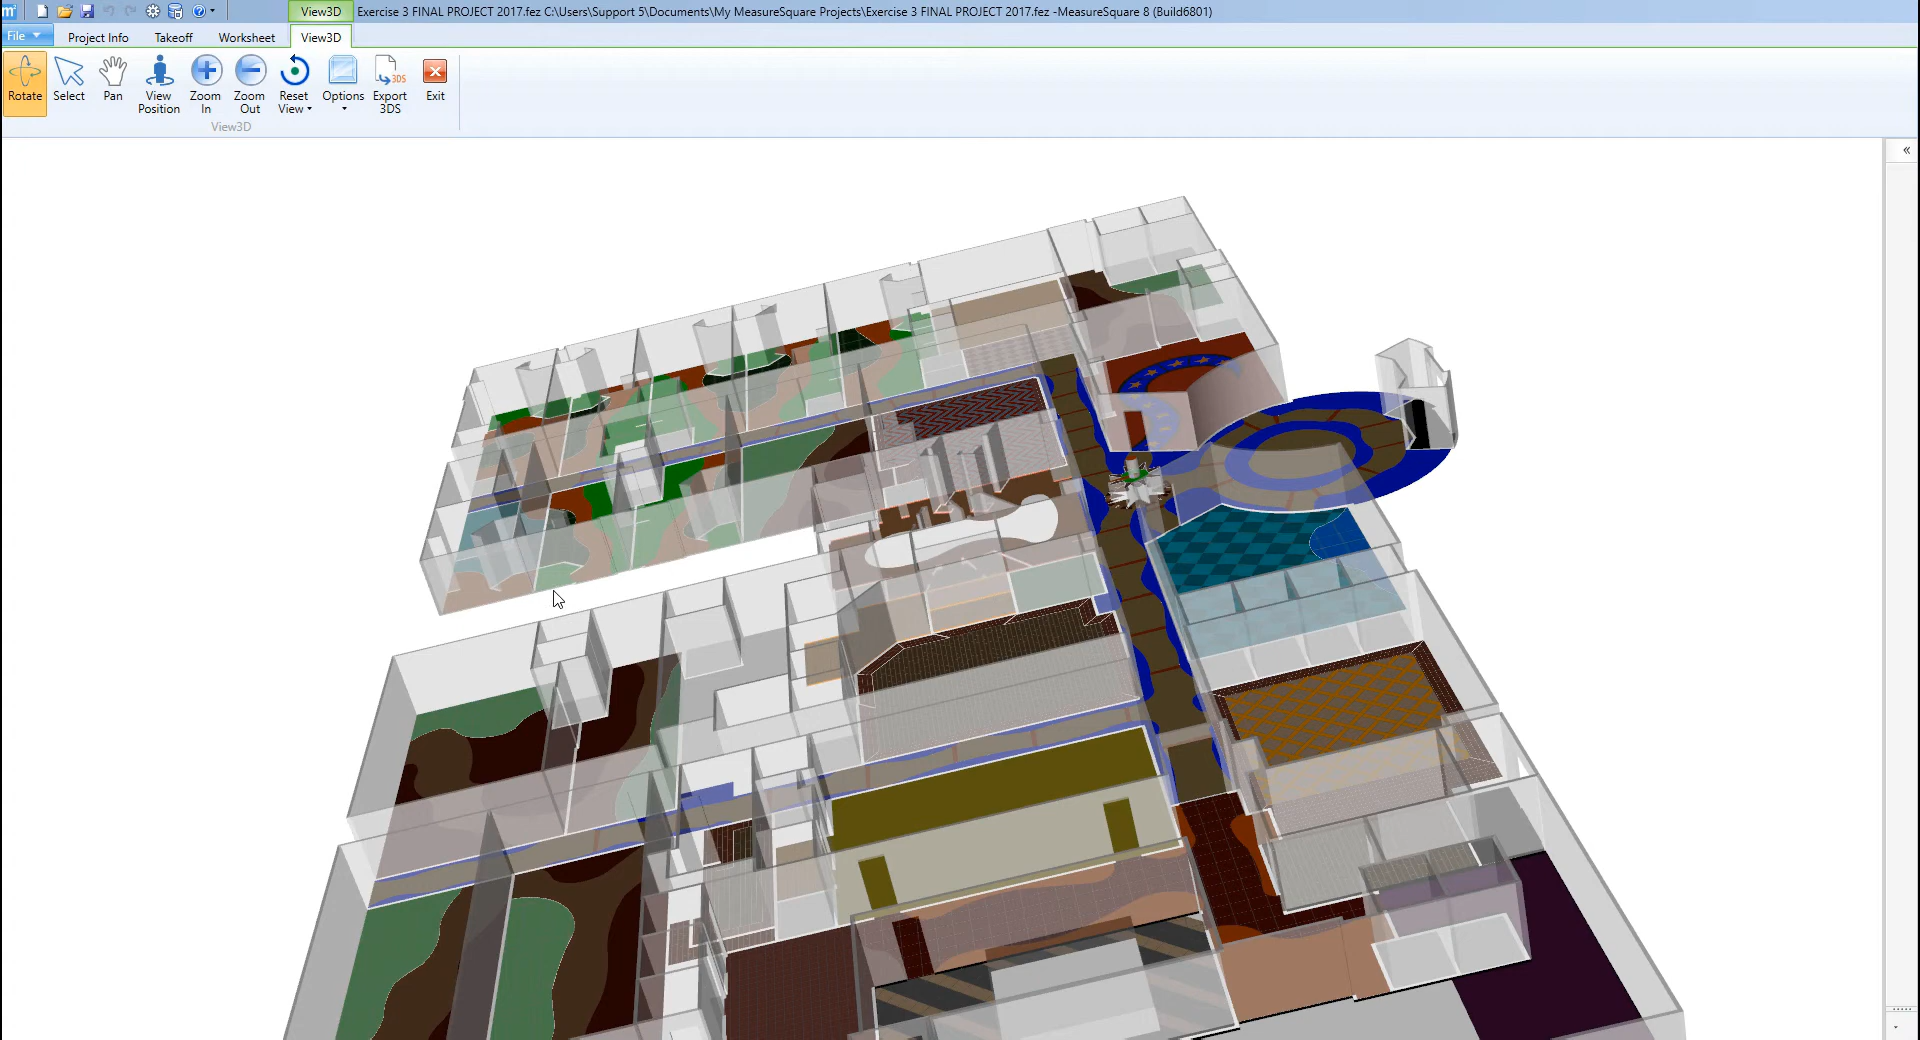 View3D Exercise 3 FINAL PROJECT 2017.fez C:\Users\Support 5\Documents\My MeasureSquare Projects\Exercise 3 FINAL PROJECT 2017.fez -MeasureSquare 8 (Build6801)
File Project Info Takeoff Worksheet View3D
Rotate Select Pan View Position Zoom In Zoom Out Reset View Options Export 3DS Exit
View3D